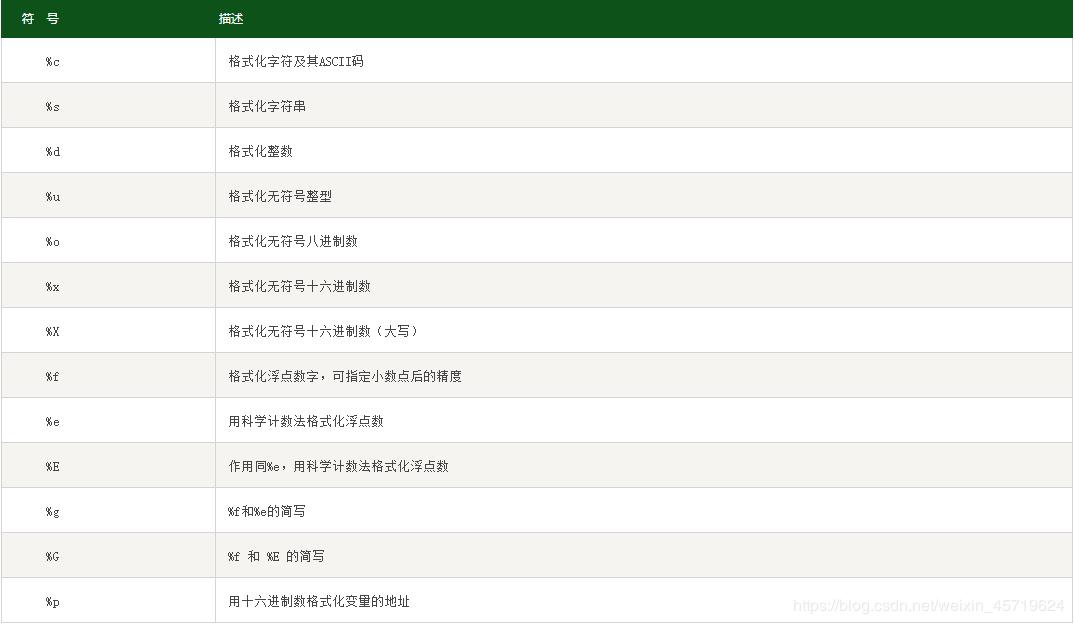 符 号 描述
%c 格式化字符及其ASCII码
%s 格式化字符串
%d 格式化整数
%u 格式化无符号整型
%o 格式化无符号八进制数
%x 格式化无符号十六进制数
%X 格式化无符号十六进制数（大写）
%f 格式化浮点数字，可指定小数点后的精度
%e 用科学计数法格式化浮点数
%E 作用同%e，用科学计数法格式化浮点数
%g %f和%e的简写
%G %f 和 %E 的简写
%p 用十六进制数格式化变量的地址
https://blog.csdn.net/weixin_45719624